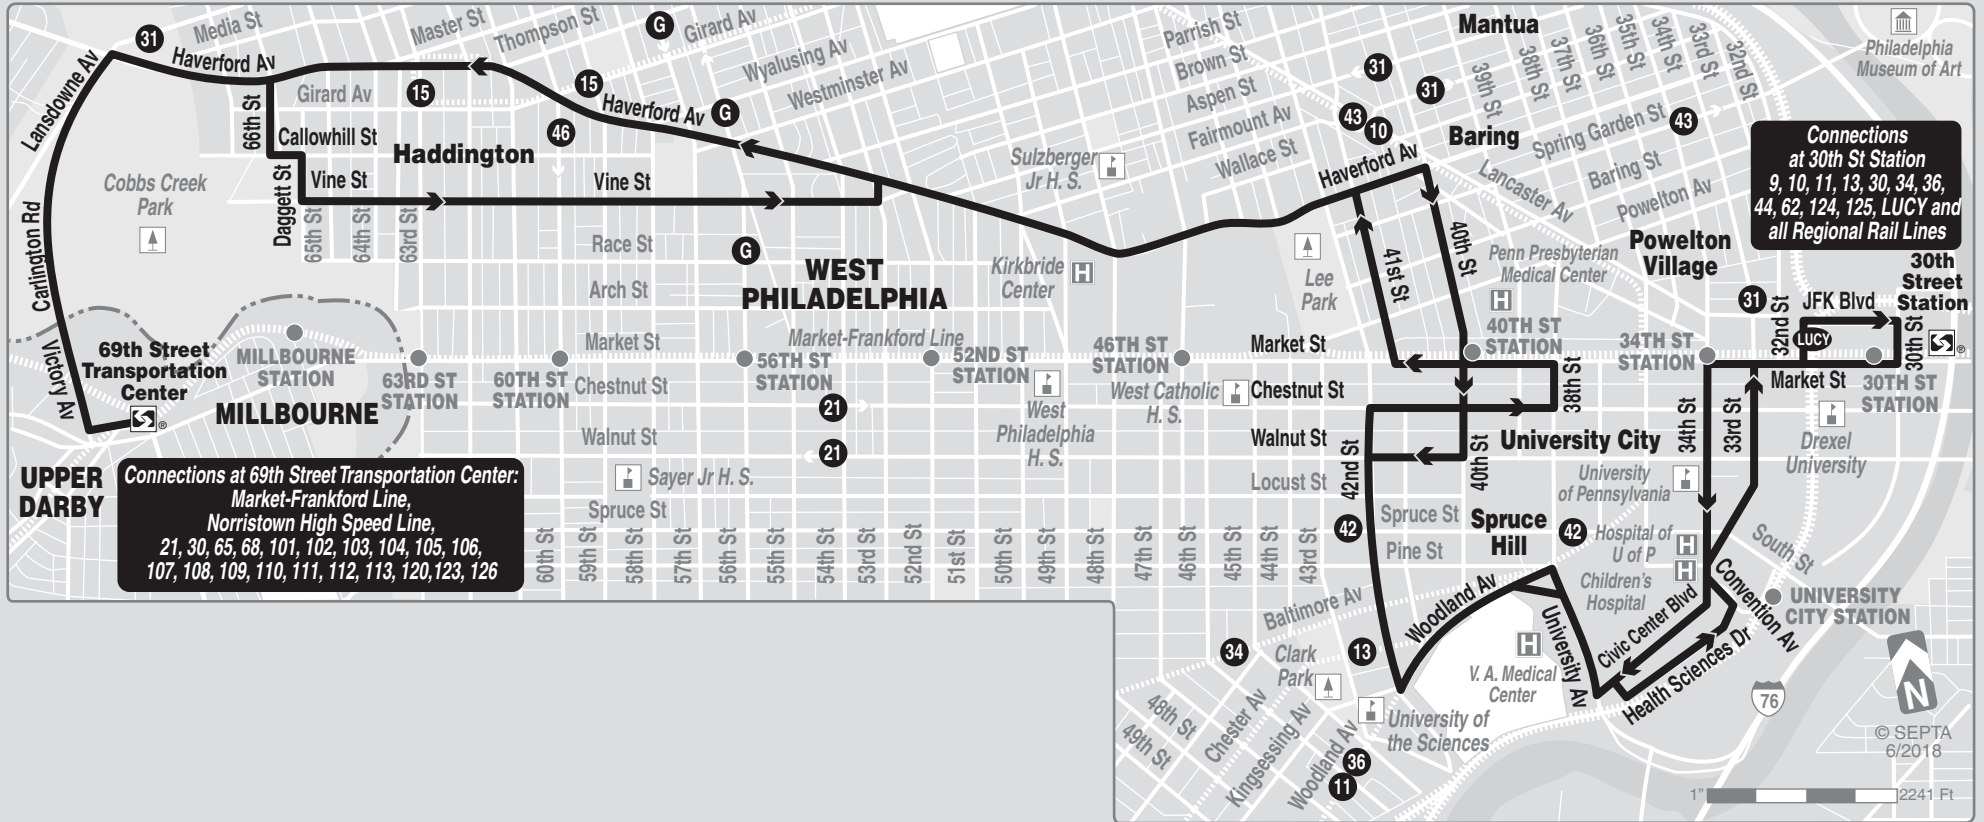 31
Media St
Master St
Thompson St
G
Girard Av
Wyalusing Av
Westminster Av
Parrish St
Brown St
Aspen St
Fairmount Av
Wallace St
Mantua
39th St
38th St
37th St
36th St
35th St
34th St
33rd St
32nd St
Philadelphia
Museum of Art
Lansdowne Av
Haverford Av
Girard Av
15
15
Haverford Av
G
46
31
31
43
10
43
Baring
Spring Garden St
Baring St
Powelton Av
Lancaster Av
Haverford Av
Connections
at 30th St Station
9, 10, 11, 13, 30, 34, 36,
44, 62, 124, 125, LUCY and
all Regional Rail Lines
66th St
Callowhill St
Haddington
Daggett St
Vine St
Vine St
65th St
64th St
63rd St
Cobbs Creek
Park
Carlington Rd
Sulzberger
Jr H. S.
Race St
G
Arch St
WEST
PHILADELPHIA
Kirkbride
Center
H
Lee
Park
41st St
40th St
Penn Presbyterian
Medical Center
H
Powelton
Village
30th
Street
Station
31
32nd St
JFK Blvd
LUCY
30th St
®
Victory Av
69th Street
Transportation
Center
®
MILLBOURNE
STATION
MILLBOURNE
63RD ST
STATION
60TH ST
STATION
Market St
Market-Frankford Line
56TH ST
STATION
52ND ST
STATION
46TH ST
STATION
Market St
40TH ST
STATION
34TH ST
STATION
Market St
30TH ST
STATION
Chestnut St
21
West
Philadelphia
H. S.
West Catholic
H. S.
Chestnut St
38th St
34th St
33rd St
Drexel
University
Walnut St
21
Walnut St
42nd St
40th St
University City
University
of Pennsylvania
UPPER
DARBY
Connections at 69th Street Transportation Center:
Market-Frankford Line,
Norristown High Speed Line,
21, 30, 65, 68, 101, 102, 103, 104, 105, 106,
107, 108, 109, 110, 111, 112, 113, 120,123, 126
Sayer Jr H. S.
Locust St
Spruce St
60th St
59th St
58th St
57th St
56th St
55th St
54th St
53rd St
52nd St
51st St
50th St
49th St
48th St
47th St
46th St
45th St
44th St
43rd St
42
Spruce St
Pine St
Spruce
Hill
42
Hospital of
U of P
H
H
Children's
Hospital
South St
Convention Av
UNIVERSITY
CITY STATION
Baltimore Av
Woodland Av
University Av
Civic Center Blvd
Health Sciences Dr
34
Clark
Park
13
H
V. A. Medical
Center
76
48th St
49th St
Chester Av
Kingsessing Av
Woodland Av
University of
the Sciences
36
11
N
© SEPTA
6/2018
1"
2241 Ft